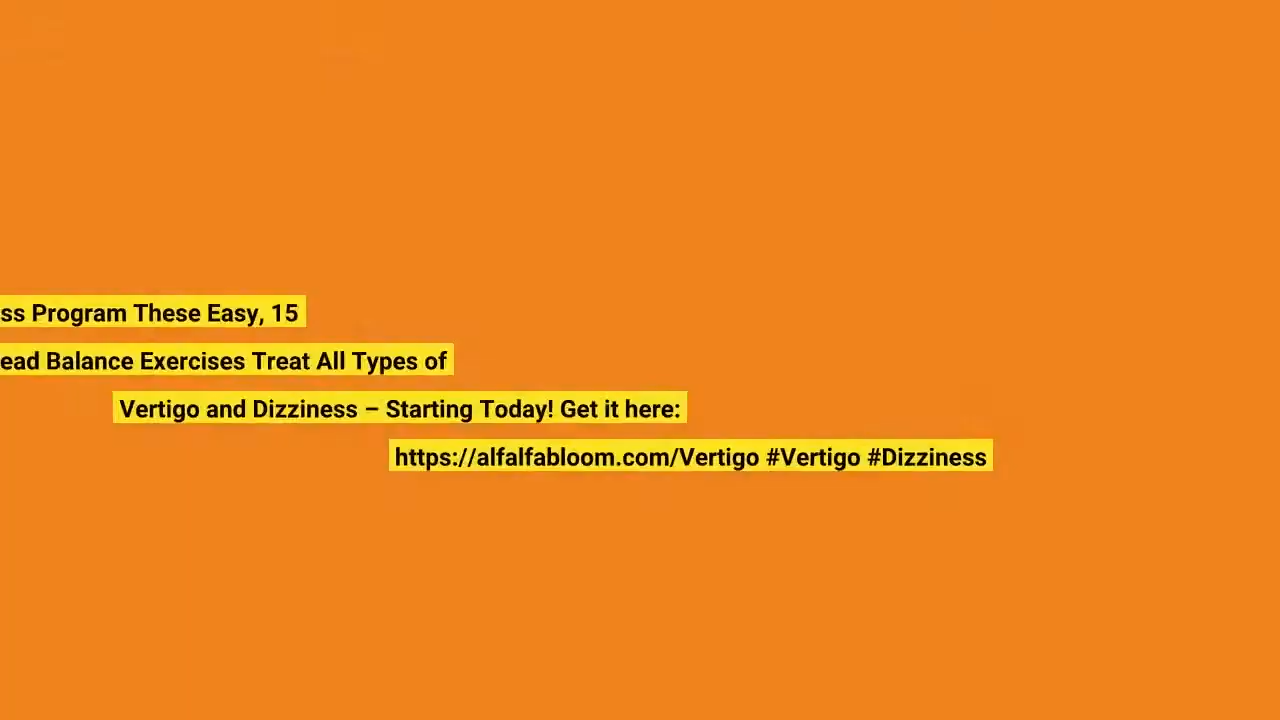 ss Program These Easy, 15
ead Balance Exercises Treat All Types of
Vertigo and Dizziness – Starting Today! Get it here:
https://alfalfabloom.com/Vertigo #Vertigo #Dizziness